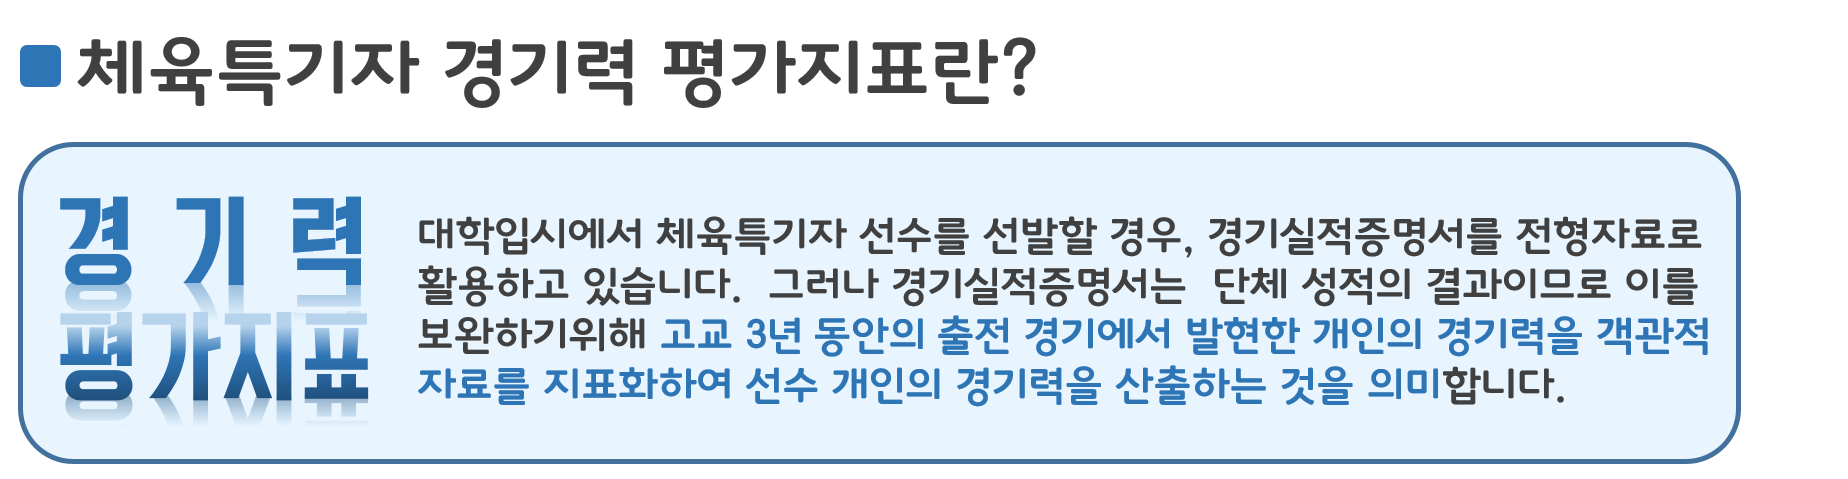 체육특기자 경기력 평가지표란?
경 기 력
평가지표
대학입시에서 체육특기자 선수를 선발할 경우, 경기실적증명서를 전형자료로
활용하고 있습니다. 그러나 경기실적증명서는 단체 성적의 결과이므로 이를
보완하기위해 고교 3년 동안의 출전 경기에서 발현한 개인의 경기력을 객관적
자료를 지표화하여 선수 개인의 경기력을 산출하는 것을 의미합니다.